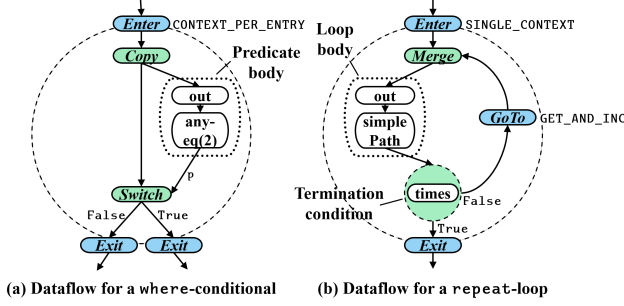 Enter
CONTEXT_PER_ENTRY
Copy
Predicate
body
out
any-
eq(2)
p
Switch
False
True
Exit
Exit
(a) Dataflow for a where-conditional
Enter
SINGLE_CONTEXT
Loop
body
Merge
out
simple
Path
GoTo
GET_AND_INC
Termination
condition
times
False
True
Exit
(b) Dataflow for a repeat-loop